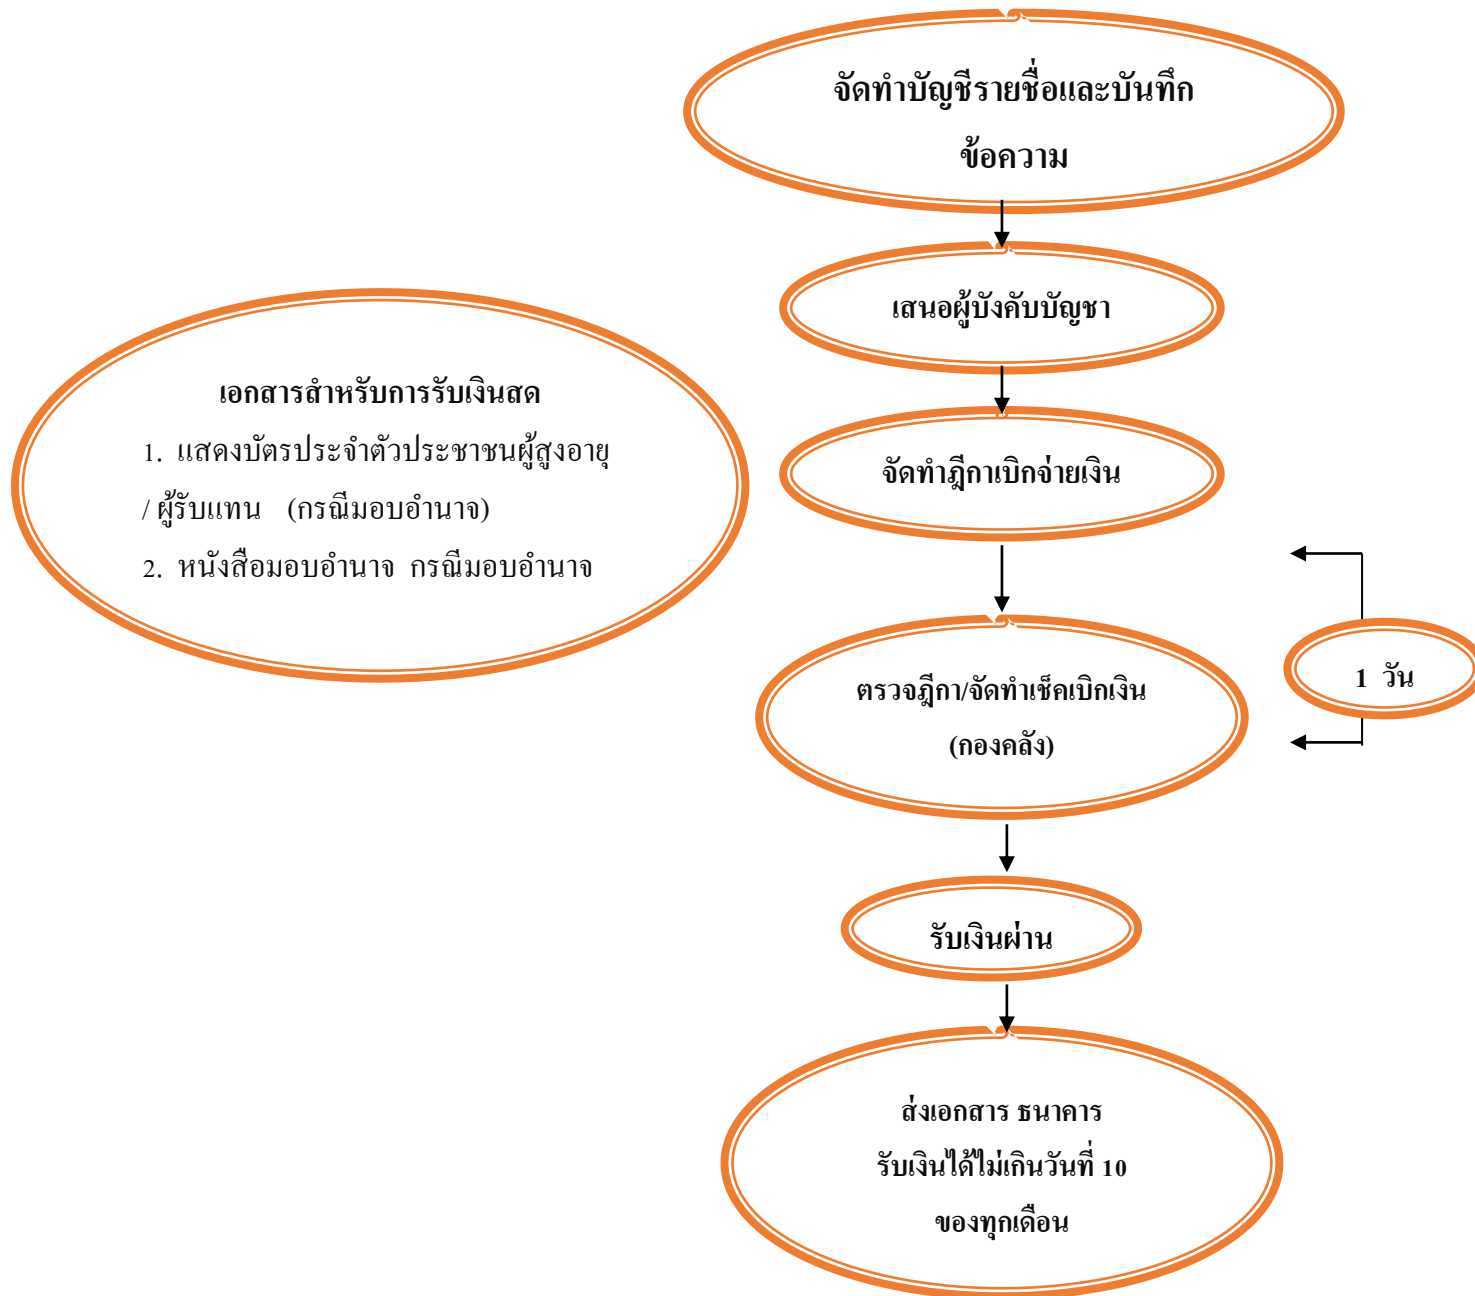 จัดทำบัญชีรายชื่อและบันทึก
ข้อความ
เสนอผู้บังคับบัญชา
เอกสารสำหรับการรับเงินสด
1. แสดงบัตรประจำตัวประชาชนผู้สูงอายุ
/ ผู้รับแทน (กรณีมอบอำนาจ)
2. หนังสือมอบอำนาจ กรณีมอบอำนาจ
จัดทำฎีกาเบิกจ่ายเงิน
ตรวจฎีกา/จัดทำเช็คเบิกเงิน
(กองคลัง)
1 วัน
รับเงินผ่าน
ส่งเอกสาร ธนาคาร
รับเงินได้ไม่เกินวันที่ 10
ของทุกเดือน